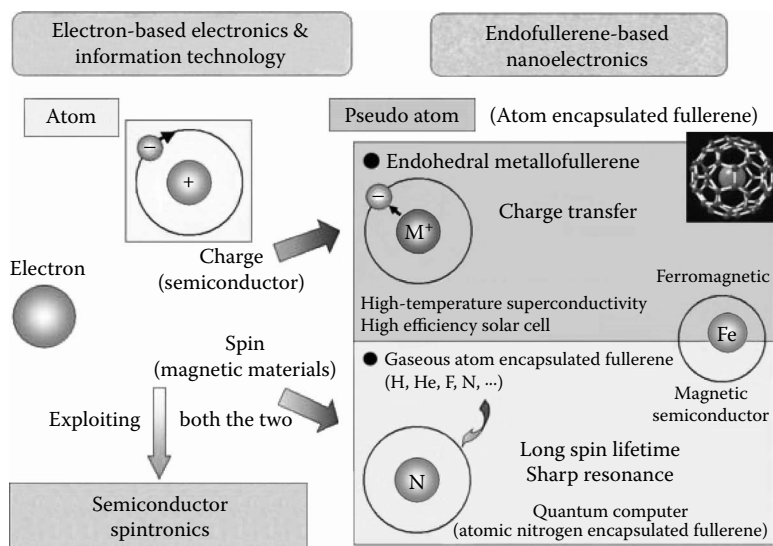 Electron-based electronics &
information technology
Endofullerene-based
nanoelectronics
Atom
−
+
Charge
(semiconductor)
Electron
Spin
(magnetic materials)
Exploiting both the two
Semiconductor
spintronics
Pseudo atom (Atom encapsulated fullerene)
● Endohedral metallofullerene
−
M⁺
Charge transfer
High-temperature superconductivity
High efficiency solar cell
Ferromagnetic
Fe
Magnetic
semiconductor
● Gaseous atom encapsulated fullerene
(H, He, F, N, ...)
N
Long spin lifetime
Sharp resonance
Quantum computer
(atomic nitrogen encapsulated fullerene)